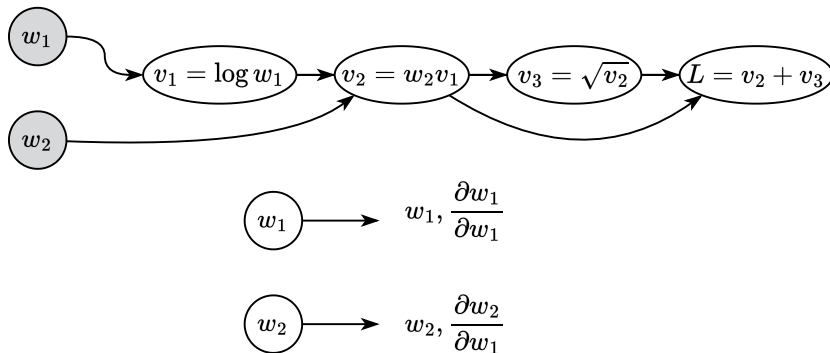 w₁
v₁ = log w₁
v₂ = w₂v₁
v₃ = √v₂
L = v₂ + v₃
w₂
w₁
w₁, ∂w₁/∂w₁
w₂
w₂, ∂w₂/∂w₁